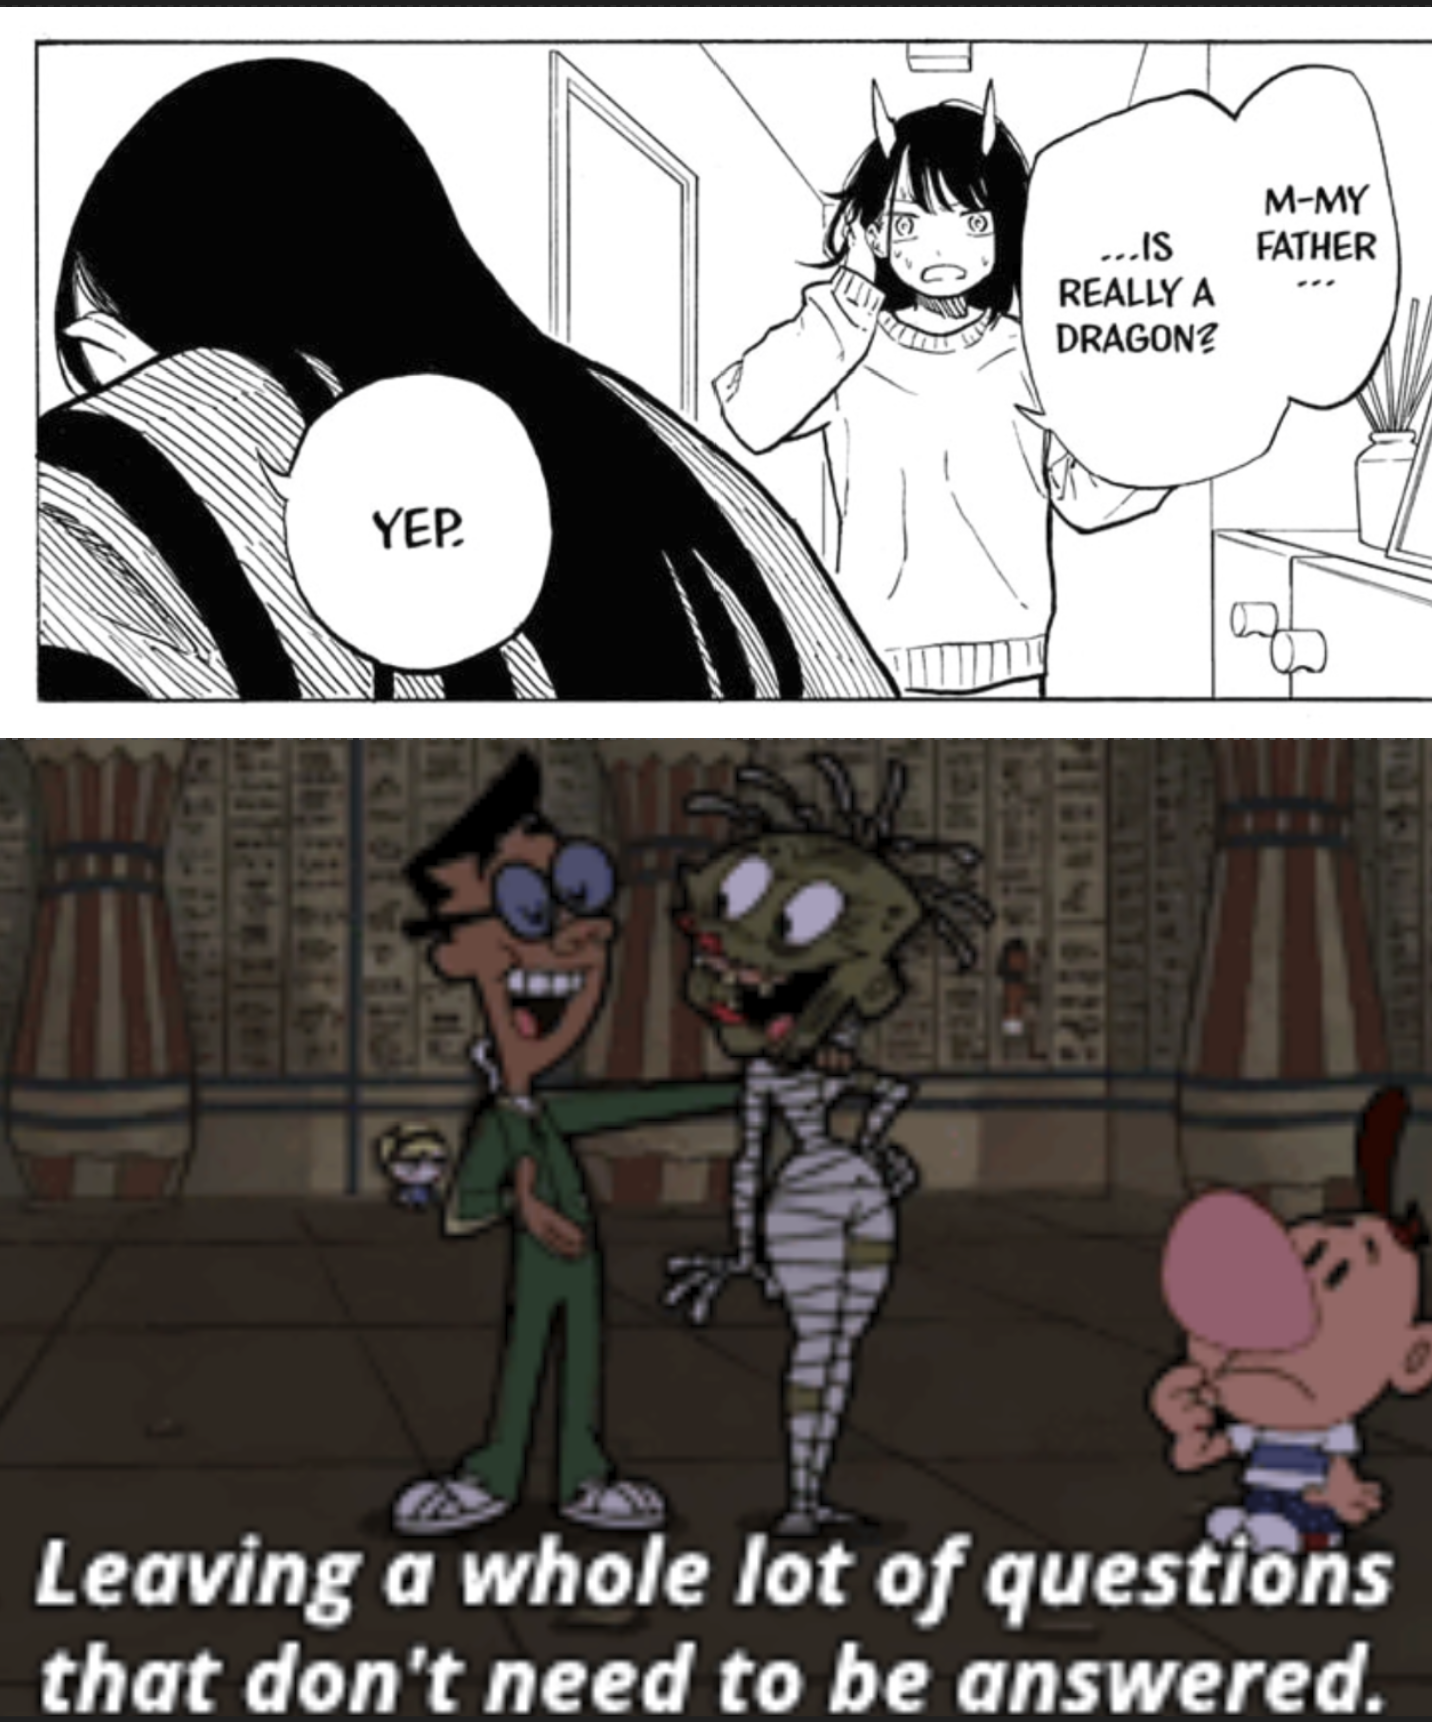 M-MY
FATHER
...
...IS
REALLY A
DRAGON?
YEP.
Leaving a whole lot of questions
that don't need to be answered.